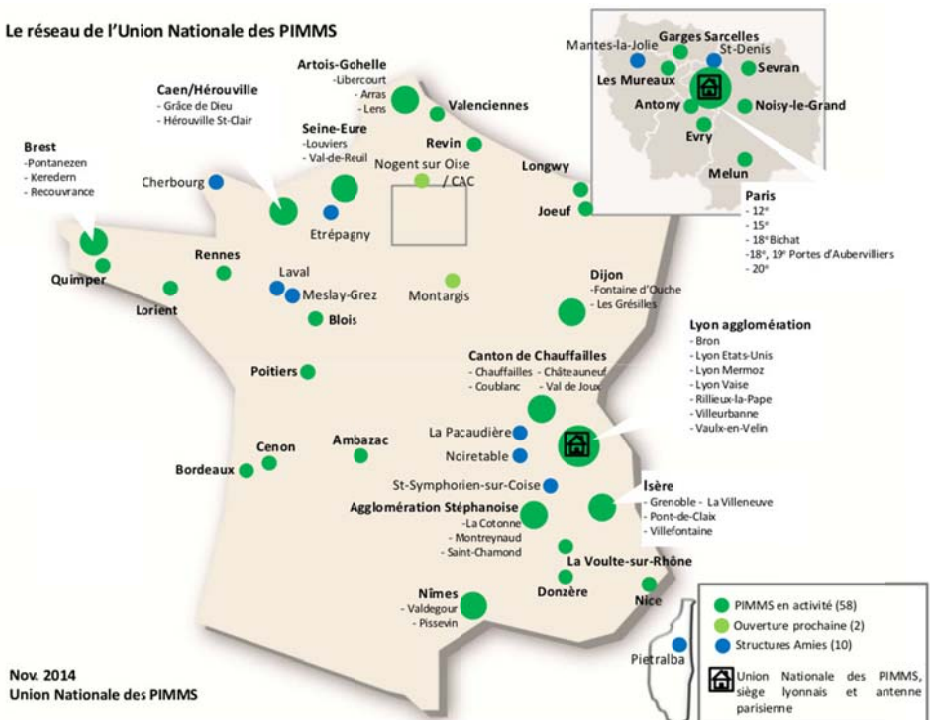 Le réseau de l'Union Nationale des PIMMS
Garges Sarcelles
Mantes-la-Jolie
St-Denis
Les Mureaux
Sevran
Antony
Noisy-le-Grand
Evry
Melun
Paris
- 12e
- 15e
- 18e Bichat
-18e, 19e Portes d'Aubervilliers
- 20e
Artois-Gohelle
-Libercourt
- Arras
- Lens
Valenciennes
Caen/Hérouville
- Grâce de Dieu
- Hérouville St-Clair
Seine-Eure
-Louviers
- Val-de-Reuil
Revin
Nogent sur Oise
/ CAC
Longwy
Joeuf
Brest
-Pontanezen
- Keredern
- Recouvrance
Cherbourg
Etrépagny
Quimper
Rennes
Lorient
Laval
Meslay-Grez
Blois
Montargis
Dijon
-Fontaine d'Ouche
- Les Grésilles
Poitiers
Canton de Chauffailles
- Chauffailles - Châteauneuf
- Coublanc - Val de Joux
Lyon agglomération
- Bron
- Lyon Etats-Unis
- Lyon Mermoz
- Lyon Vaise
- Rillieux-la-Pape
- Villeurbanne
- Vaulx-en-Velin
La Pacaudière
Noiretable
Ambazac
Cenon
Bordeaux
St-Symphorien-sur-Coise
Agglomération Stéphanoise
-La Cotonne
- Montreynaud
- Saint-Chamond
Isère
- Grenoble - La Villeneuve
- Pont-de-Claix
- Villefontaine
La Voulte-sur-Rhône
Donzère
Nice
Nîmes
- Valdegour
- Pissevin
Pietralba
PIMMS en activité (58)
Ouverture prochaine (2)
Structures Amies (10)
Union Nationale des PIMMS,
siège lyonnais et antenne
parisienne
Nov. 2014
Union Nationale des PIMMS